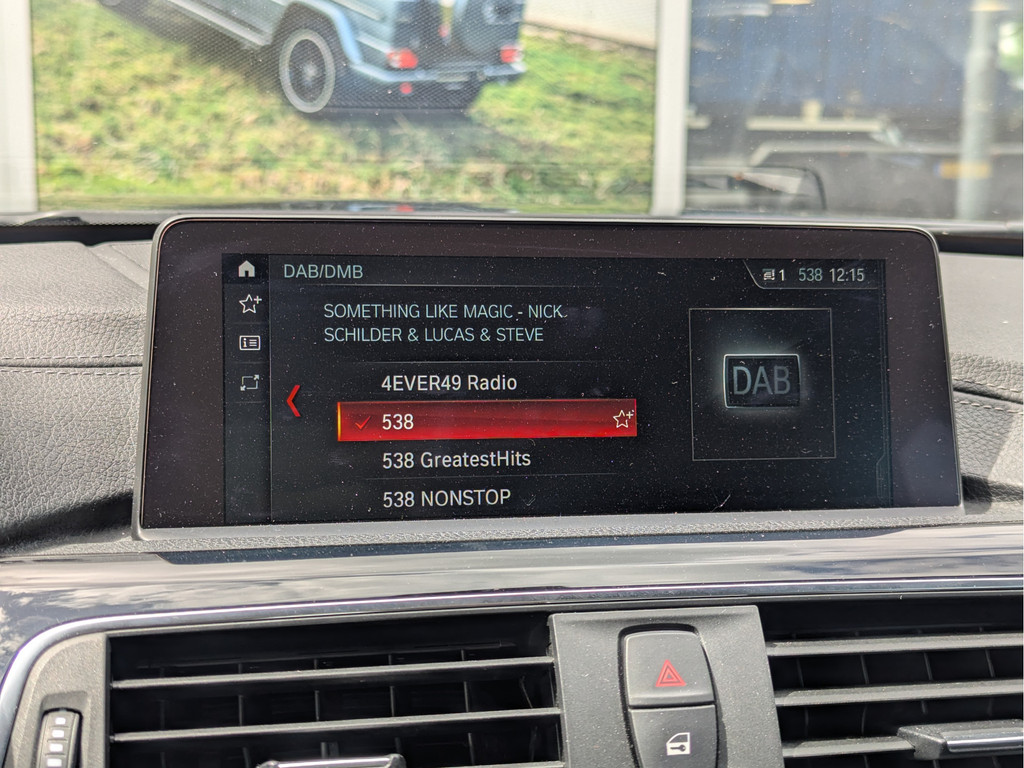 DAB/DMB
1 538 12:15
SOMETHING LIKE MAGIC - NICK
SCHILDER & LUCAS & STEVE
4EVER49 Radio
538
538 GreatestHits
538 NONSTOP
DAB